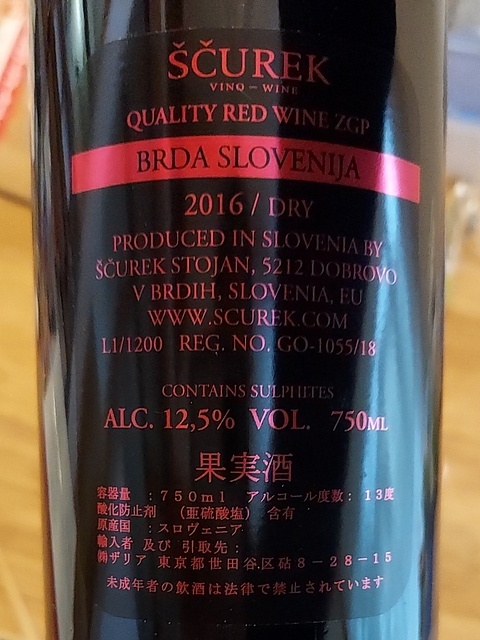 ŠČUREK
VINO – WINE
QUALITY RED WINE ZGP
BRDA SLOVENIJA
2016 / DRY
PRODUCED IN SLOVENIA BY
ŠČUREK STOJAN, 5212 DOBROVO
V BRDIH, SLOVENIA, EU
WWW.SCUREK.COM
L1/1200 REG. NO. GO-1055/18
CONTAINS SULPHITES
ALC. 12,5% VOL. 750ML
果実酒
容器量 :750ml アルコール度数: 13度
酸化防止剤 (亜硫酸塩) 含有
原産国 :スロヴェニア
輸入者 及び 引取先:
㈱ザリア 東京都世田谷区砧8-28-15
未成年者の飲酒は法律で禁止されています